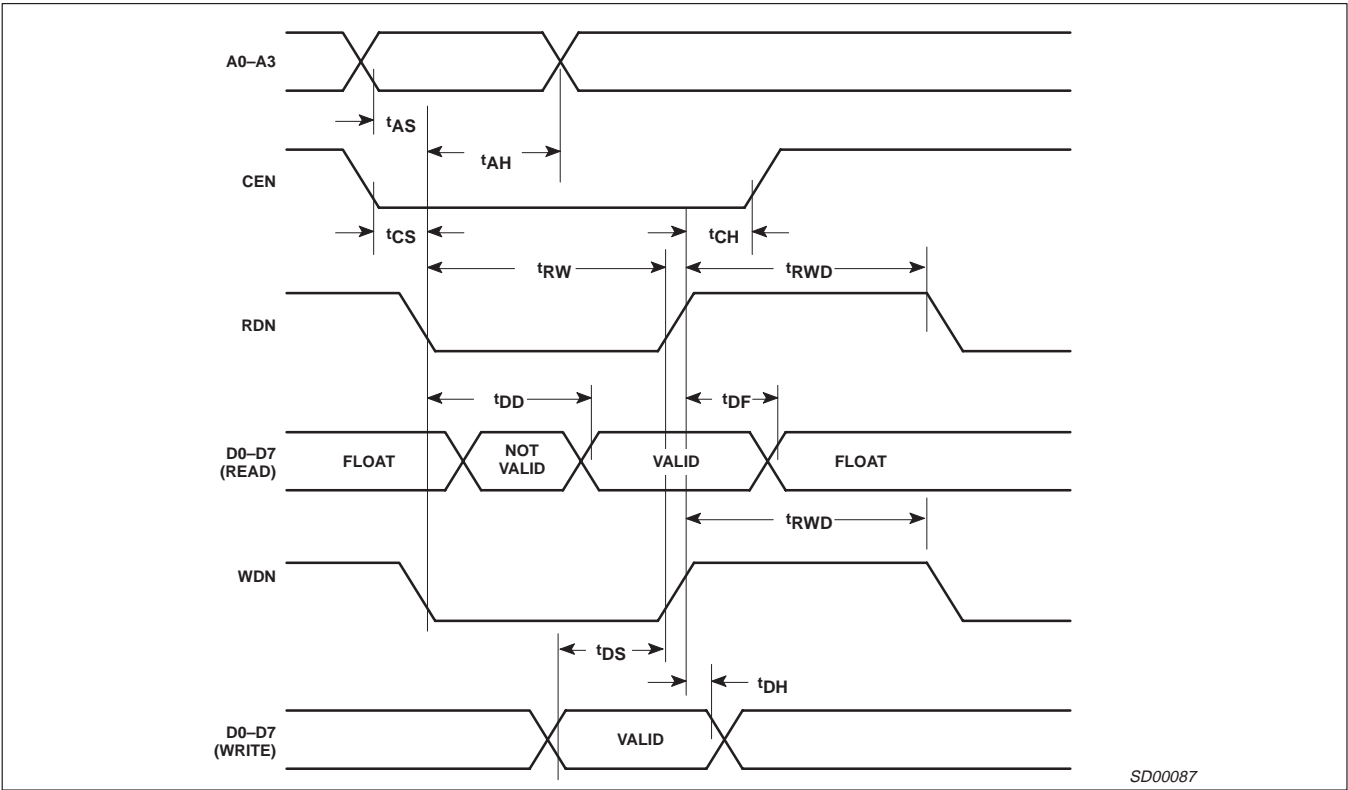 A0–A3
tAS
tAH
CEN
tCS
tCH
tRW
tRWD
RDN
tDD
tDF
D0–D7
(READ)
FLOAT
NOT
VALID
VALID
FLOAT
tRWD
WDN
tDS
tDH
D0–D7
(WRITE)
VALID
SD00087